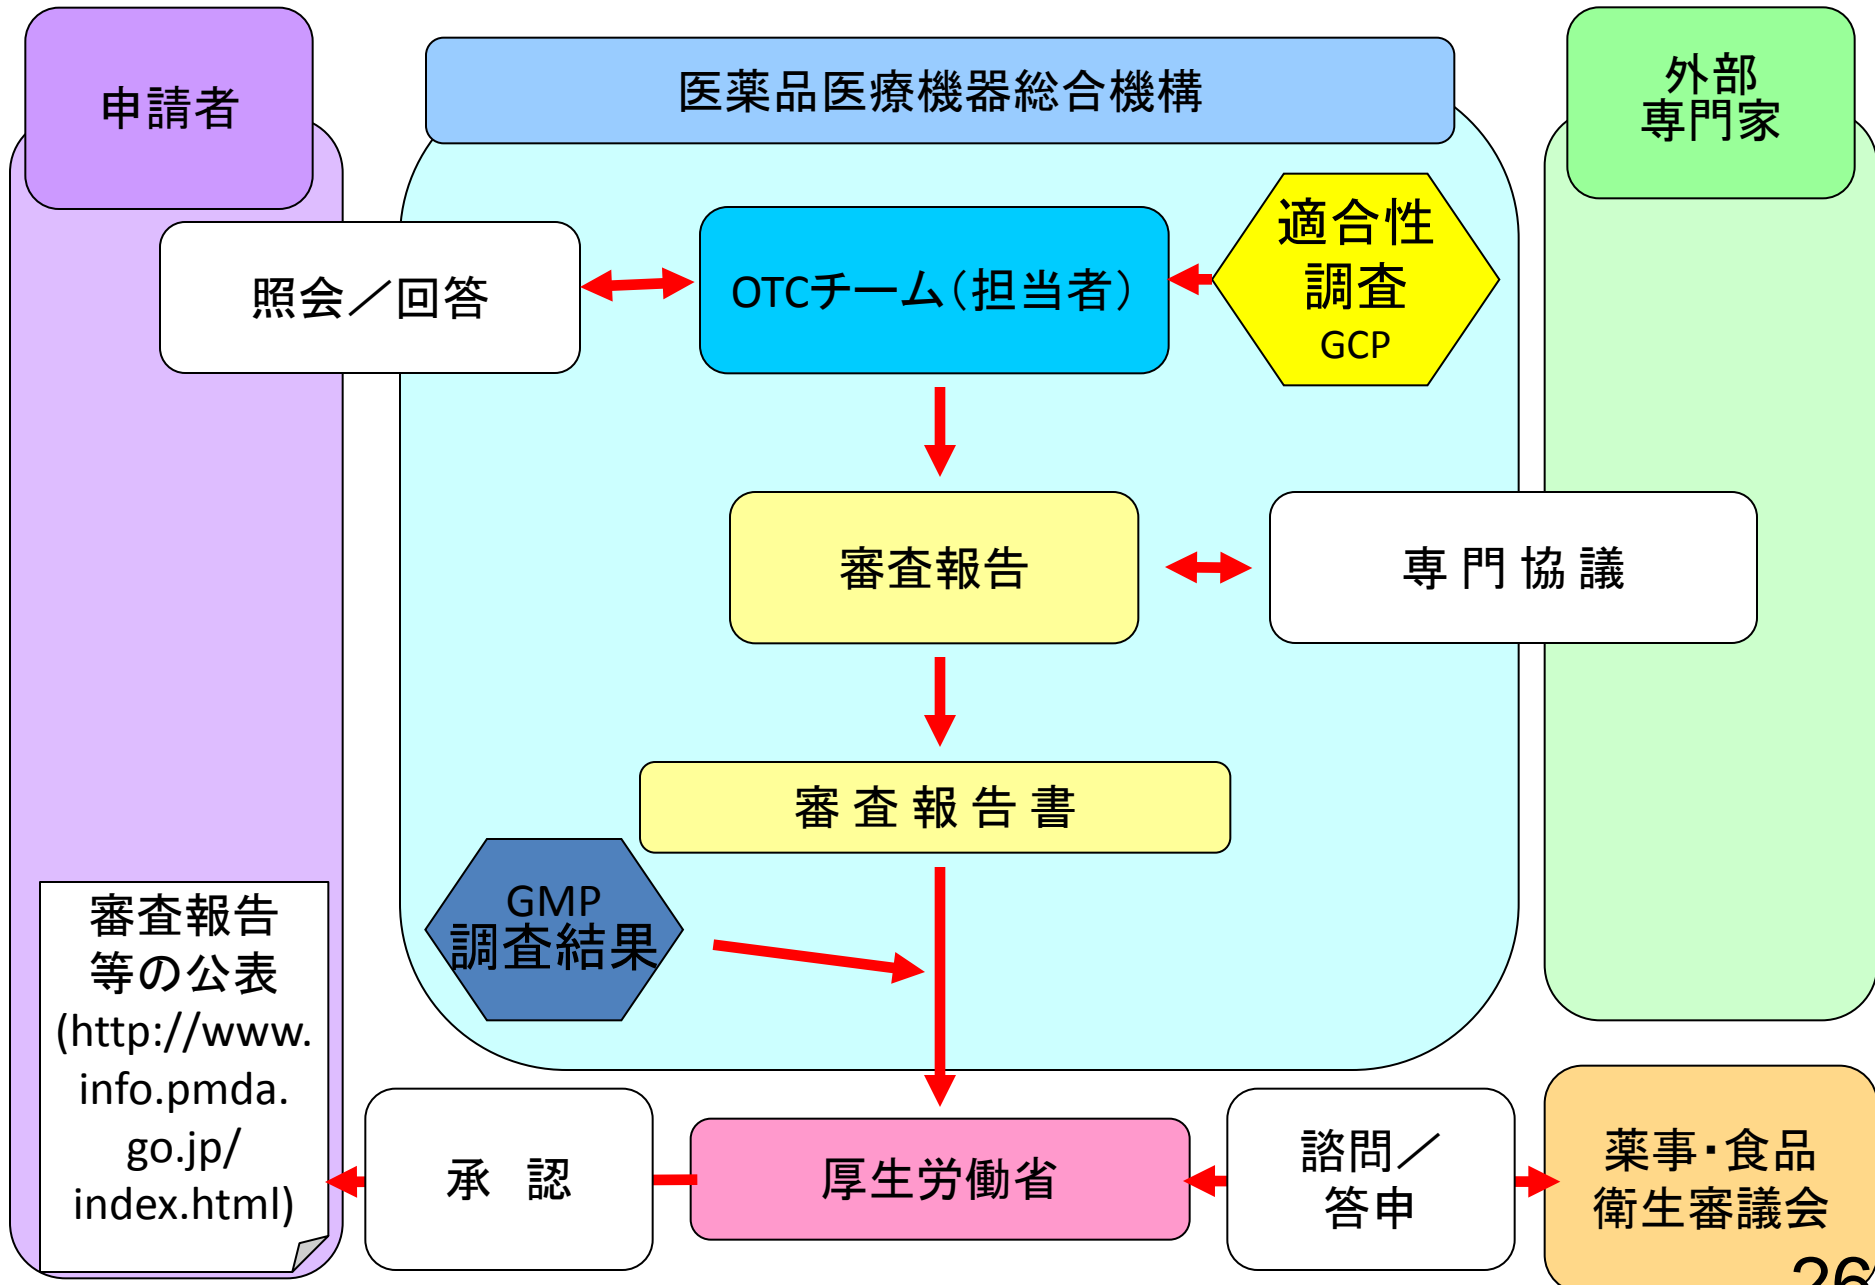 申請者
医薬品医療機器総合機構
外部
専門家
照会／回答
OTCチーム（担当者）
適合性
調査
GCP
審査報告
専 門 協 議
審 査 報 告 書
GMP
調査結果
審査報告
等の公表
(http://www.
info.pmda.
go.jp/
index.html)
承　認
厚生労働省
諮問／
答申
薬事・食品
衛生審議会
26